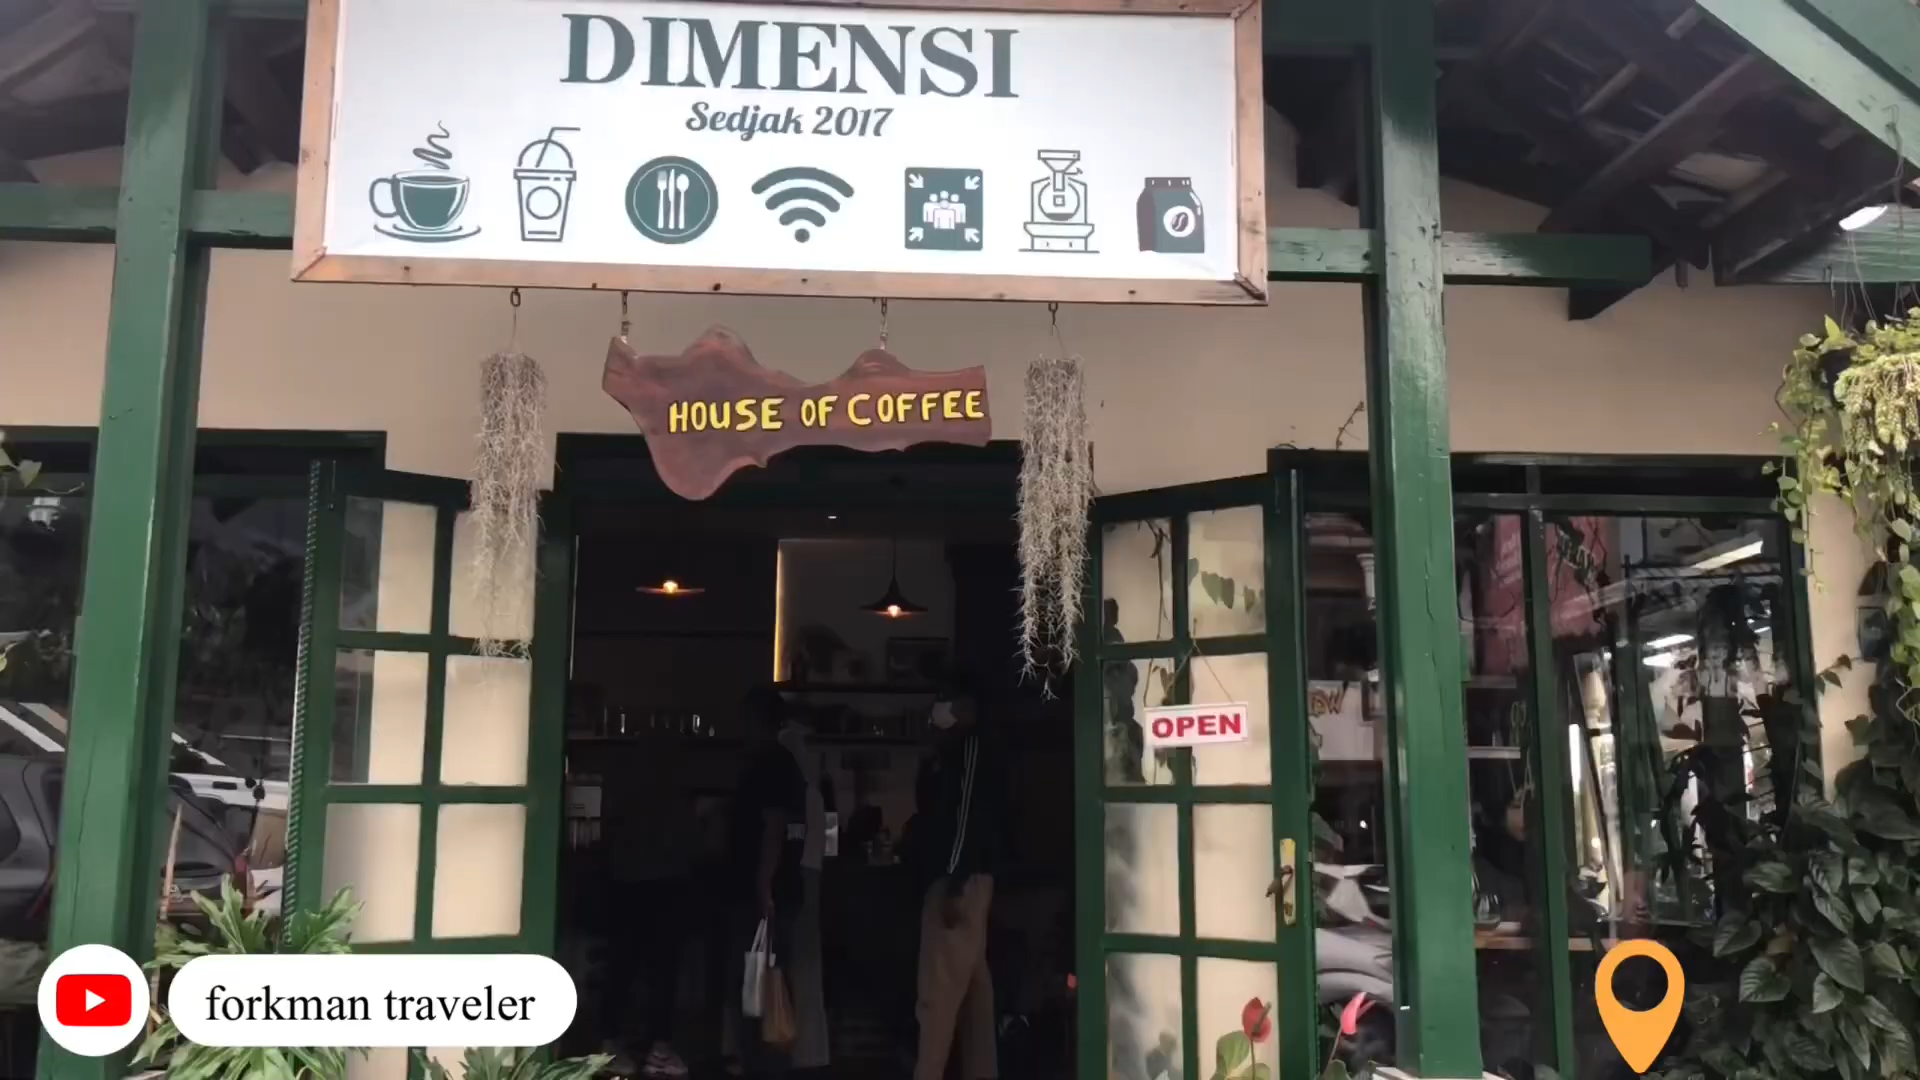 DIMENSI
Sedjak 2017
HOUSE OF COFFEE
OPEN
forkman traveler